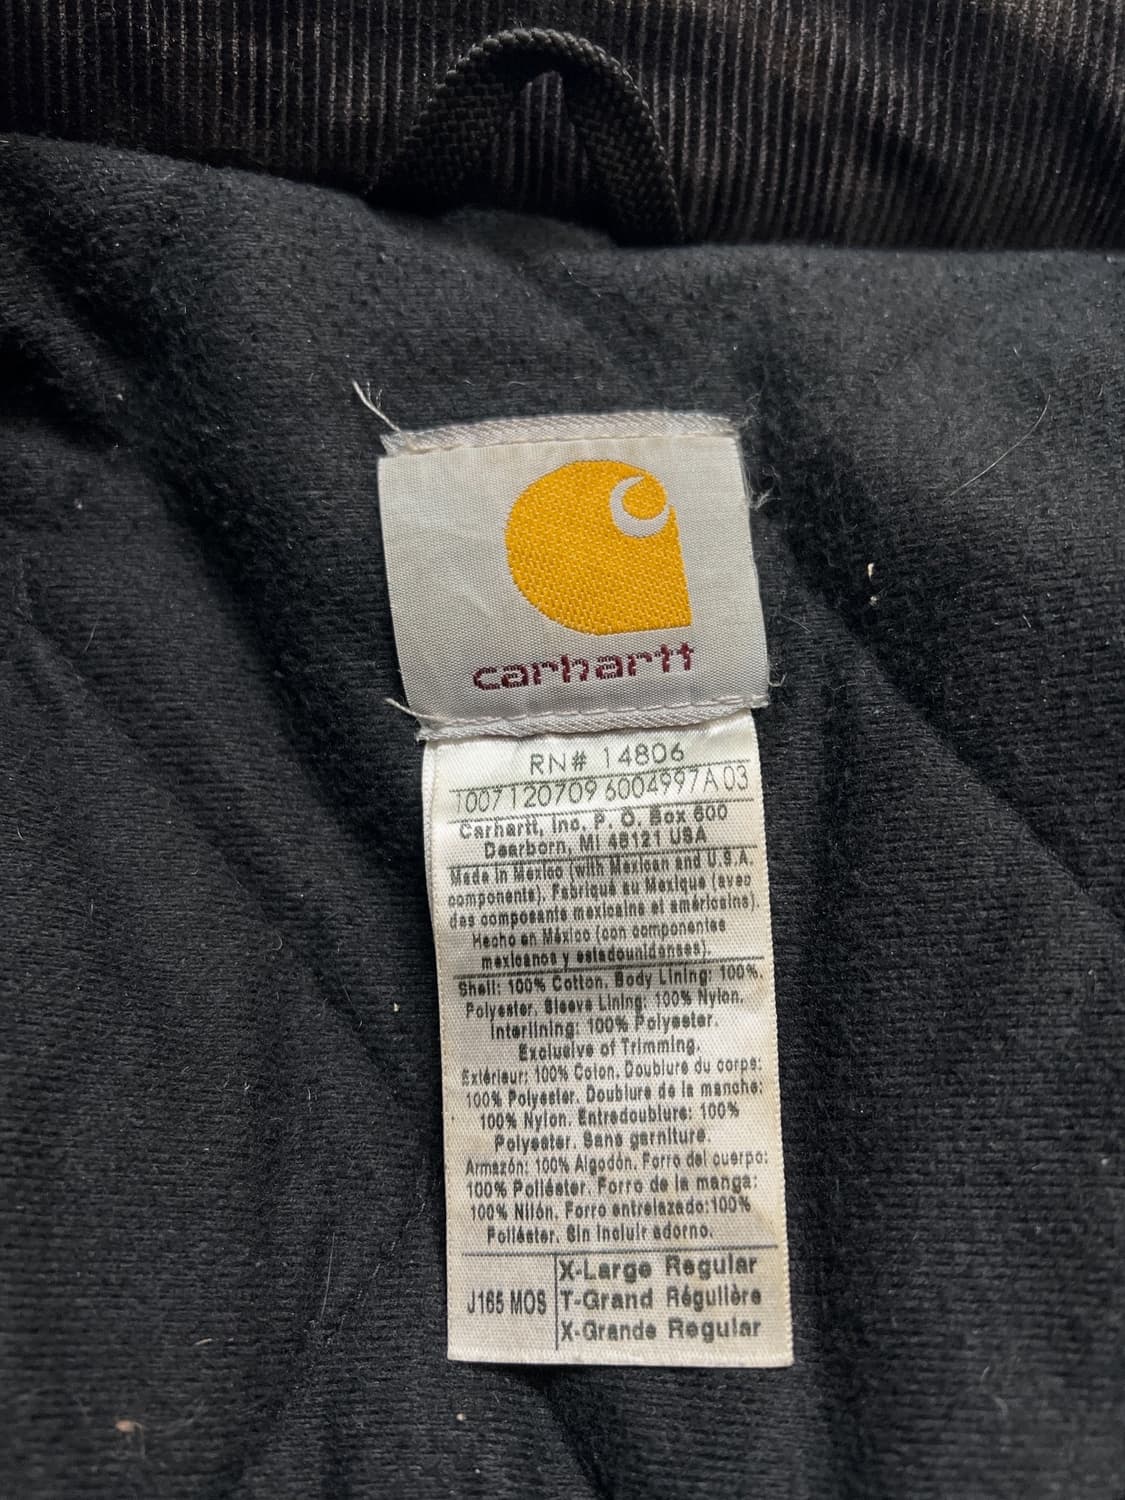 carhartt
RN# 14806
1007120709 6004997A 03
Carhartt, Inc. P. O. Box 600
Dearborn, MI 48121 USA
Made in Mexico (with Mexican and U.S.A.
components). Fabriqué au Mexique (avec
des composants mexicains et américains).
Hecho en México (con componentes
mexicanos y estadounidenses).
Shell: 100% Cotton. Body Lining: 100%.
Polyester. Sleeve Lining: 100% Nylon.
Interlining: 100% Polyester.
Exclusive of Trimming.
Extérieur: 100% Coton. Doublure du corps:
100% Polyester. Doublure de la manche:
100% Nylon. Entredoublure: 100%
Polyester. Sans garniture.
Armazón: 100% Algodón. Forro del cuerpo:
100% Poliéster. Forro de la manga:
100% Nilón. Forro entrelazado:100%
Poliéster. Sin incluir adorno.
J165 MOS
X-Large Regular
T-Grand Régulière
X-Grande Regular